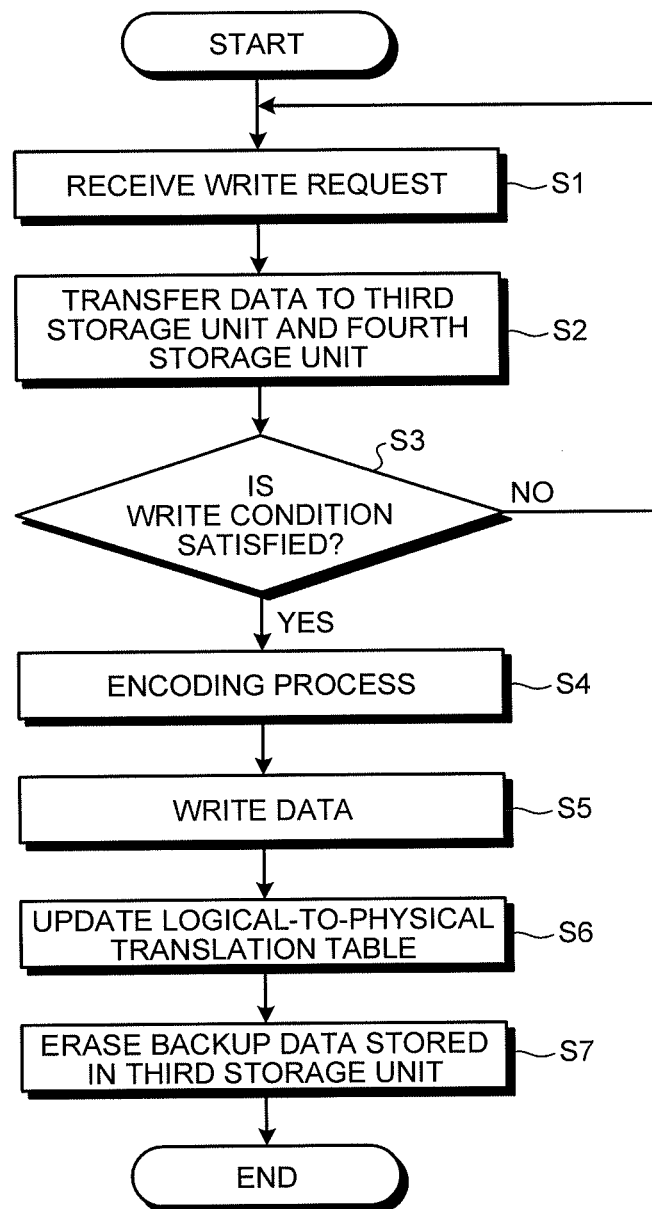 START
RECEIVE WRITE REQUEST
S1
TRANSFER DATA TO THIRD
STORAGE UNIT AND FOURTH
STORAGE UNIT
S2
S3
IS
WRITE CONDITION
SATISFIED?
NO
YES
ENCODING PROCESS
S4
WRITE DATA
S5
UPDATE LOGICAL-TO-PHYSICAL
TRANSLATION TABLE
S6
ERASE BACKUP DATA STORED
IN THIRD STORAGE UNIT
S7
END